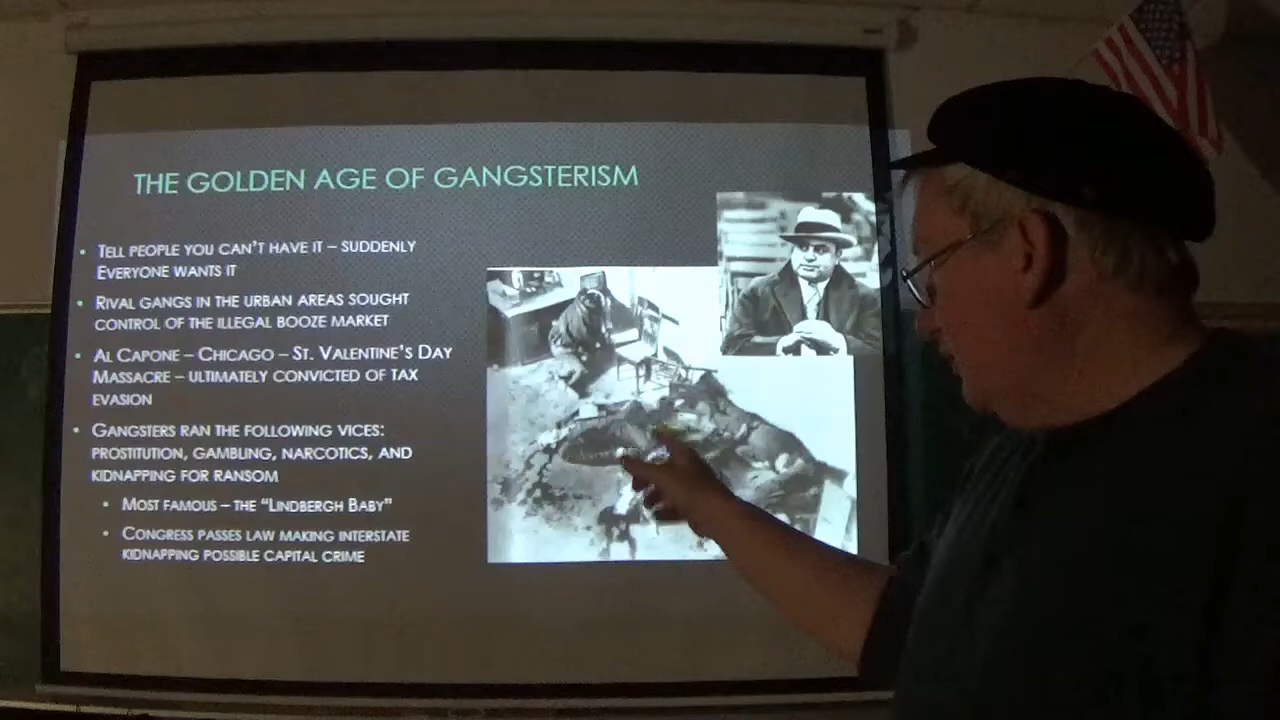 THE GOLDEN AGE OF GANGSTERISM
• TELL PEOPLE YOU CAN'T HAVE IT – SUDDENLY
EVERYONE WANTS IT
• RIVAL GANGS IN THE URBAN AREAS SOUGHT
CONTROL OF THE ILLEGAL BOOZE MARKET
• AL CAPONE – CHICAGO – ST. VALENTINE'S DAY
MASSACRE – ULTIMATELY CONVICTED OF TAX
EVASION
• GANGSTERS RAN THE FOLLOWING VICES:
PROSTITUTION, GAMBLING, NARCOTICS, AND
KIDNAPPING FOR RANSOM
• MOST FAMOUS – THE "LINDBERGH BABY"
• CONGRESS PASSES LAW MAKING INTERSTATE
KIDNAPPING POSSIBLE CAPITAL CRIME